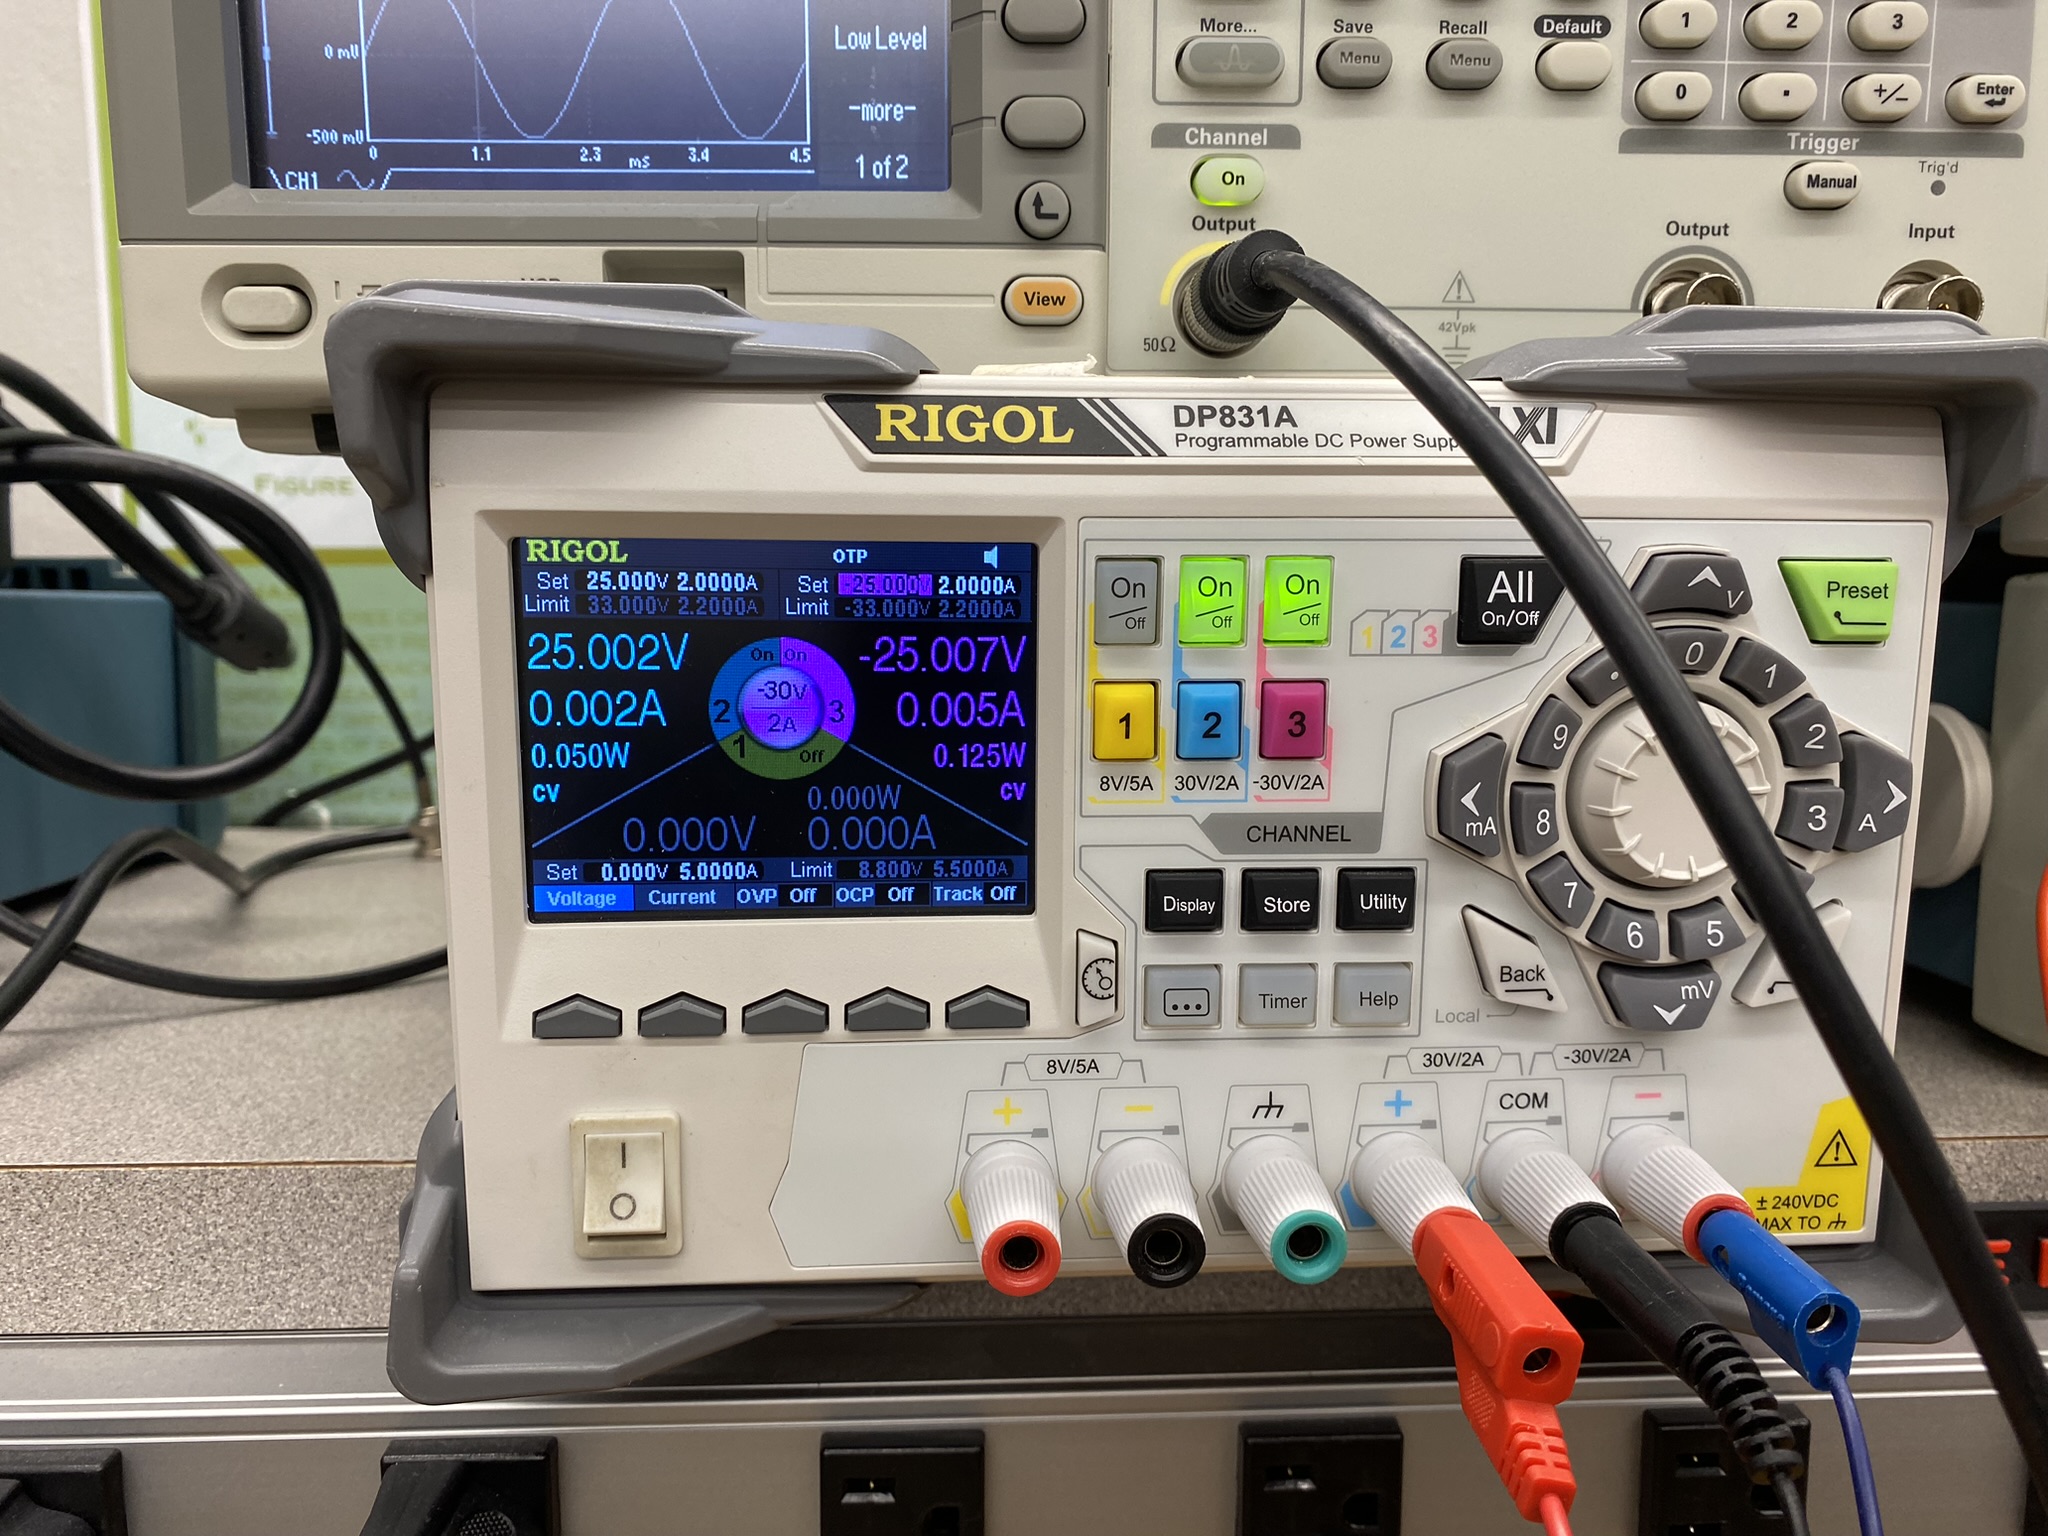 0 mV
-500 mV
0 1.1 2.3 ms 3.4 4.5
CH1
Low Level
-more-
1 of 2
More...
Save
Menu
Recall
Menu
Default
1 2 3
0 . +/- Enter
Channel
On
Output
50Ω
View
42Vpk
Trigger
Manual
Trig'd
Output
Input
FIGURE
RIGOL
DP831A
Programmable DC Power
XI
RIGOL OTP
Set 25.000V 2.0000A
Limit 33.000V 2.2000A
Set -25.000V 2.0000A
Limit -33.000V 2.2000A
25.002V
0.002A
0.050W
CV
On On
-30V
2A
2 3
1 Off
-25.007V
0.005A
0.125W
CV
0.000W
0.000V 0.000A
Set 0.000V 5.0000A Limit 8.800V 5.5000A
Voltage Current OVP Off OCP Off Track Off
On/Off On/Off On/Off
1 2 3
All
On/Off
1 2 3
8V/5A 30V/2A -30V/2A
CHANNEL
Preset
V
. 0 1
9 2
mA 8 3 A
7
6 5
mV
Display Store Utility
... Timer Help
Back
Local
8V/5A 30V/2A -30V/2A
+ - + COM -
± 240VDC
MAX TO
I
O